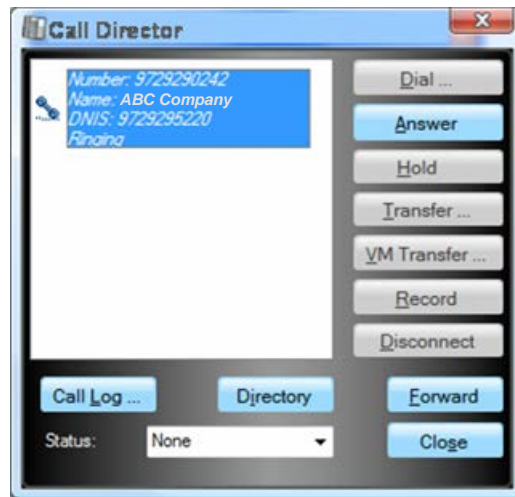 Call Director
Number: 9729290242
Name: ABC Company
DNIS: 9729295220
Ringing
Dial ...
Answer
Hold
Transfer ...
VM Transfer ...
Record
Disconnect
Call Log ...
Directory
Forward
Status:
None
Close